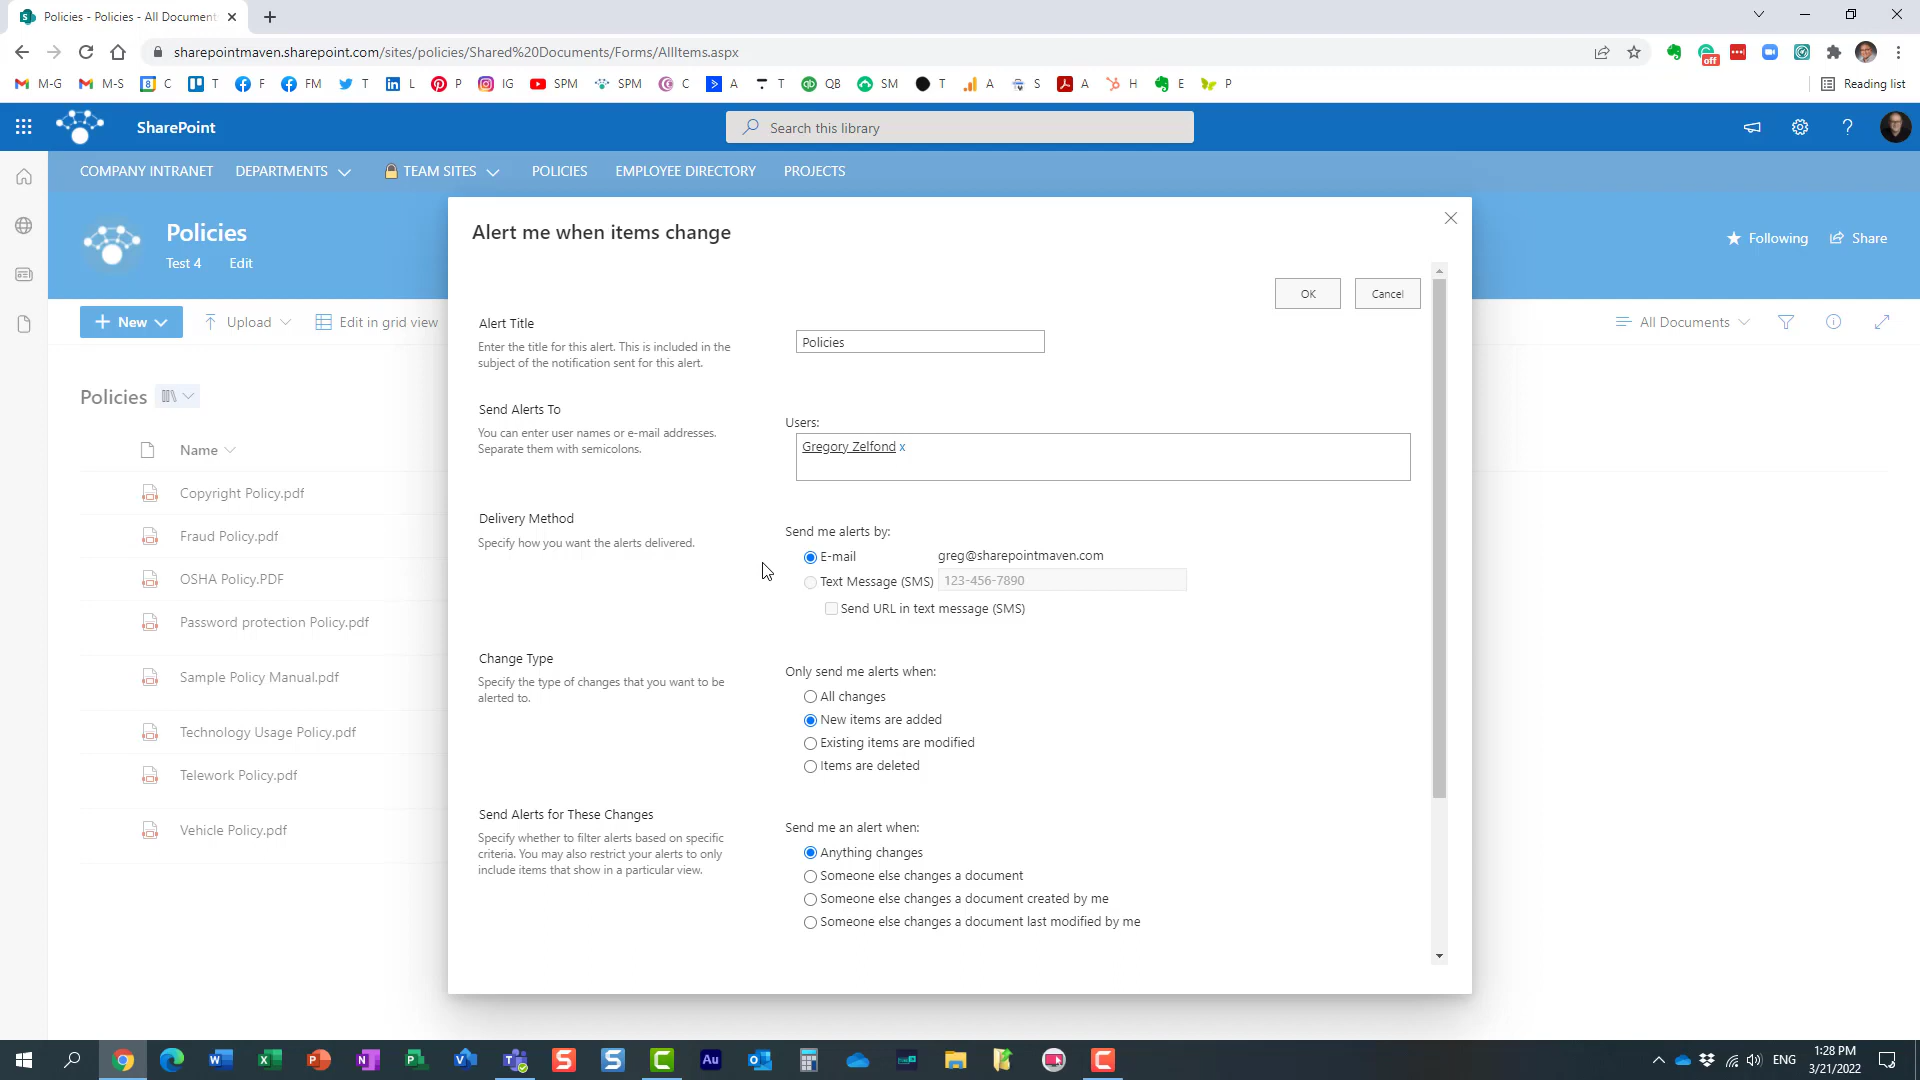 Policies - Policies - All Document
sharepointmaven.sharepoint.com/sites/policies/Shared%20Documents/Forms/AllItems.aspx
off
M-G M-S 8 C T F FM T L P IG SPM SPM C A T QB SM T A S A H E P Reading list
SharePoint
Search this library
COMPANY INTRANET DEPARTMENTS TEAM SITES POLICIES EMPLOYEE DIRECTORY PROJECTS
Policies
Test 4 Edit
Following Share
New Upload Edit in grid view
All Documents
Policies
Name
Copyright Policy.pdf
Fraud Policy.pdf
OSHA Policy.PDF
Password protection Policy.pdf
Sample Policy Manual.pdf
Technology Usage Policy.pdf
Telework Policy.pdf
Vehicle Policy.pdf
Alert me when items change
OK Cancel
Alert Title
Enter the title for this alert. This is included in the
subject of the notification sent for this alert.
Policies
Send Alerts To
You can enter user names or e-mail addresses.
Separate them with semicolons.
Users:
Gregory Zelfond x
Delivery Method
Specify how you want the alerts delivered.
Send me alerts by:
E-mail greg@sharepointmaven.com
Text Message (SMS) 123-456-7890
Send URL in text message (SMS)
Change Type
Specify the type of changes that you want to be
alerted to.
Only send me alerts when:
All changes
New items are added
Existing items are modified
Items are deleted
Send Alerts for These Changes
Specify whether to filter alerts based on specific
criteria. You may also restrict your alerts to only
include items that show in a particular view.
Send me an alert when:
Anything changes
Someone else changes a document
Someone else changes a document created by me
Someone else changes a document last modified by me
ENG
1:28 PM
3/21/2022